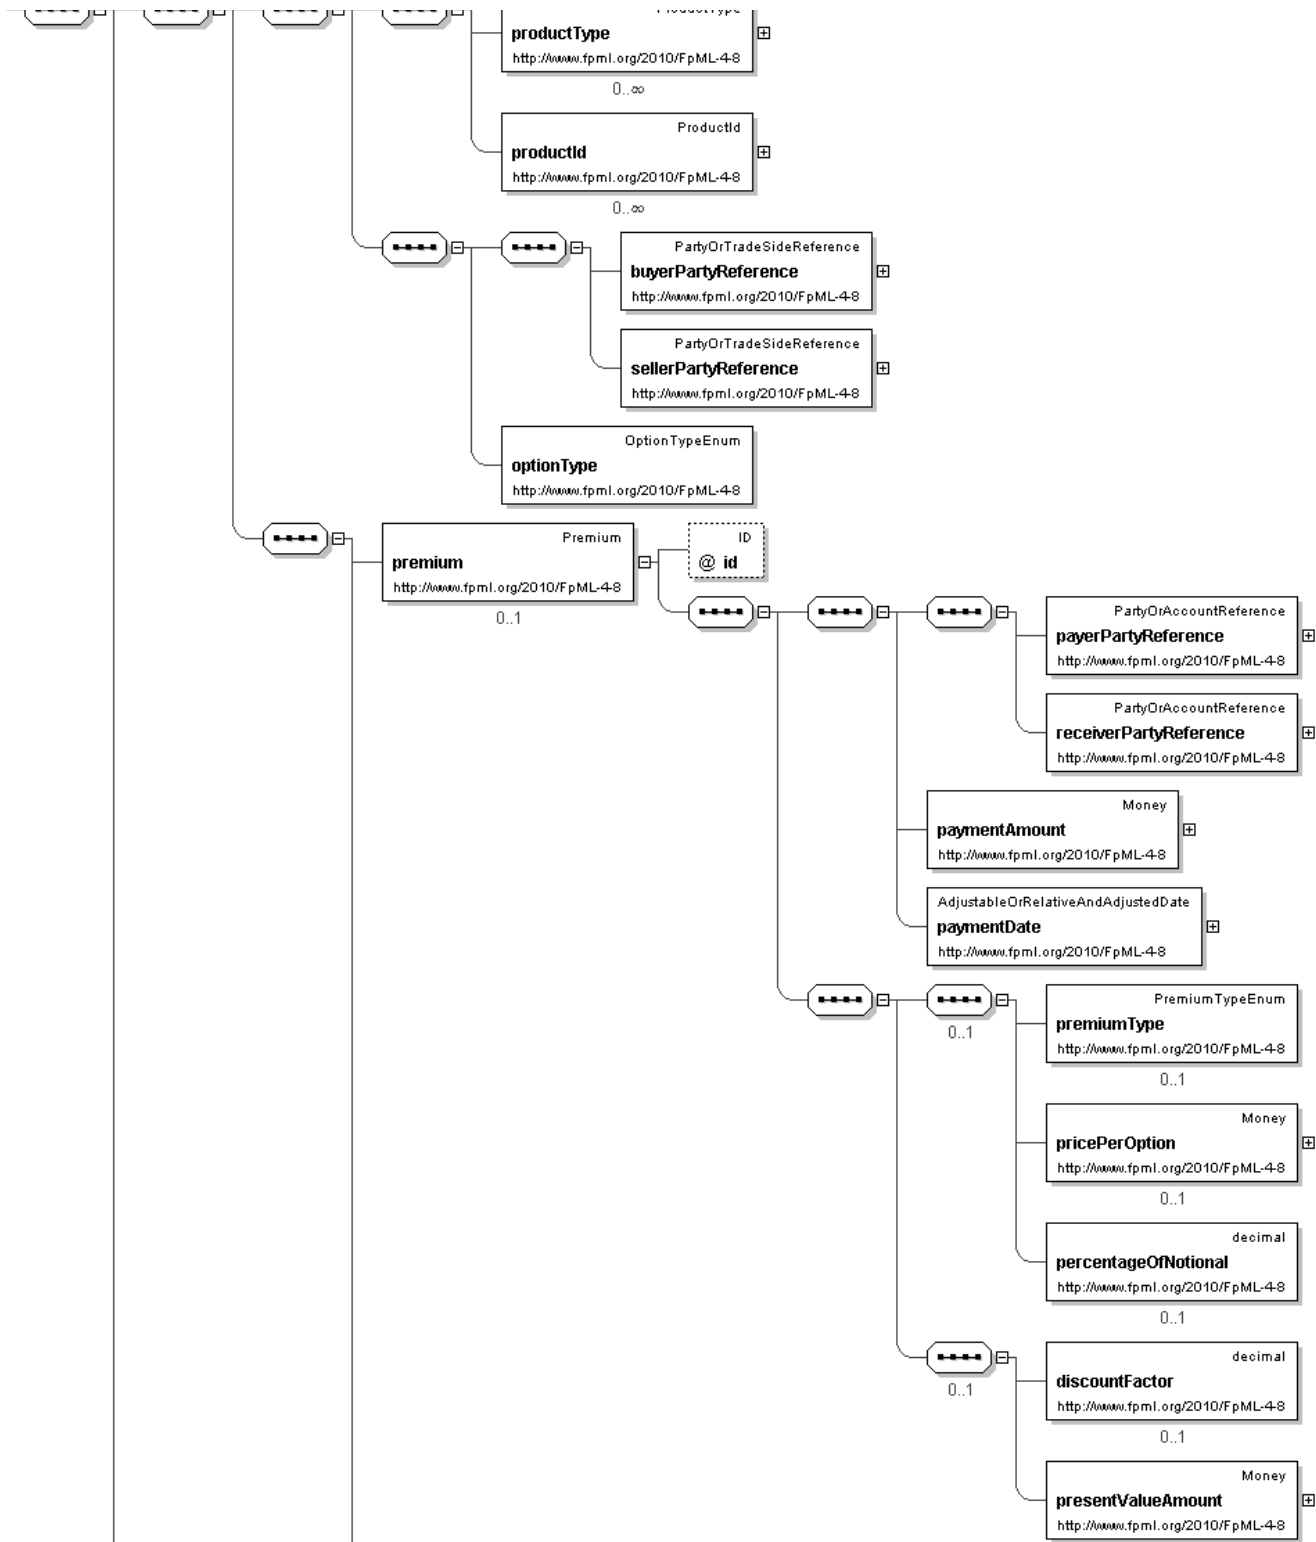 ProductType
productType
http://www.fpml.org/2010/FpML-4-8
0..∞
ProductId
productId
http://www.fpml.org/2010/FpML-4-8
0..∞
PartyOrTradeSideReference
buyerPartyReference
http://www.fpml.org/2010/FpML-4-8
PartyOrTradeSideReference
sellerPartyReference
http://www.fpml.org/2010/FpML-4-8
OptionTypeEnum
optionType
http://www.fpml.org/2010/FpML-4-8
Premium
premium
http://www.fpml.org/2010/FpML-4-8
0..1
ID
@ id
PartyOrAccountReference
payerPartyReference
http://www.fpml.org/2010/FpML-4-8
PartyOrAccountReference
receiverPartyReference
http://www.fpml.org/2010/FpML-4-8
Money
paymentAmount
http://www.fpml.org/2010/FpML-4-8
AdjustableOrRelativeAndAdjustedDate
paymentDate
http://www.fpml.org/2010/FpML-4-8
0..1
PremiumTypeEnum
premiumType
http://www.fpml.org/2010/FpML-4-8
0..1
Money
pricePerOption
http://www.fpml.org/2010/FpML-4-8
0..1
decimal
percentageOfNotional
http://www.fpml.org/2010/FpML-4-8
0..1
0..1
decimal
discountFactor
http://www.fpml.org/2010/FpML-4-8
0..1
Money
presentValueAmount
http://www.fpml.org/2010/FpML-4-8